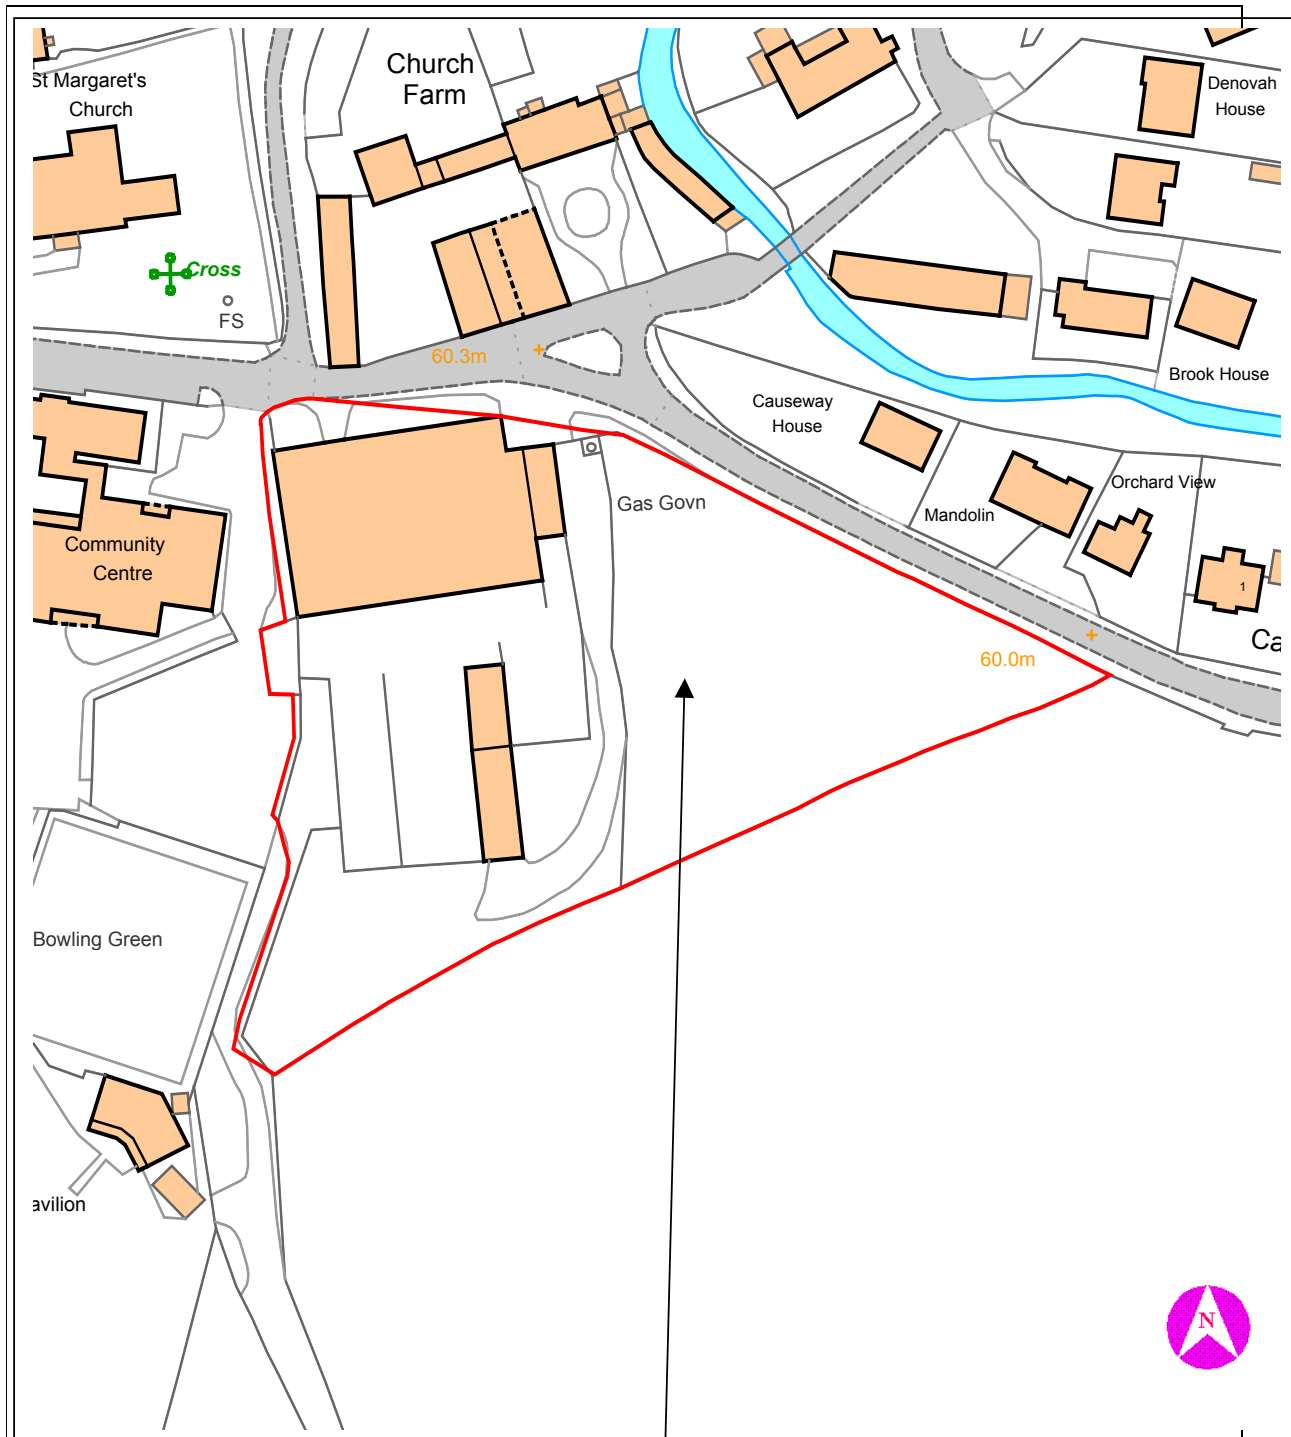 St Margaret's
Church
Church
Farm
Denovah
House
Cross
FS
60.3m
Brook House
Causeway
House
Orchard View
Mandolin
Gas Govn
Community
Centre
1
Ca
60.0m
Bowling Green
avilion
N